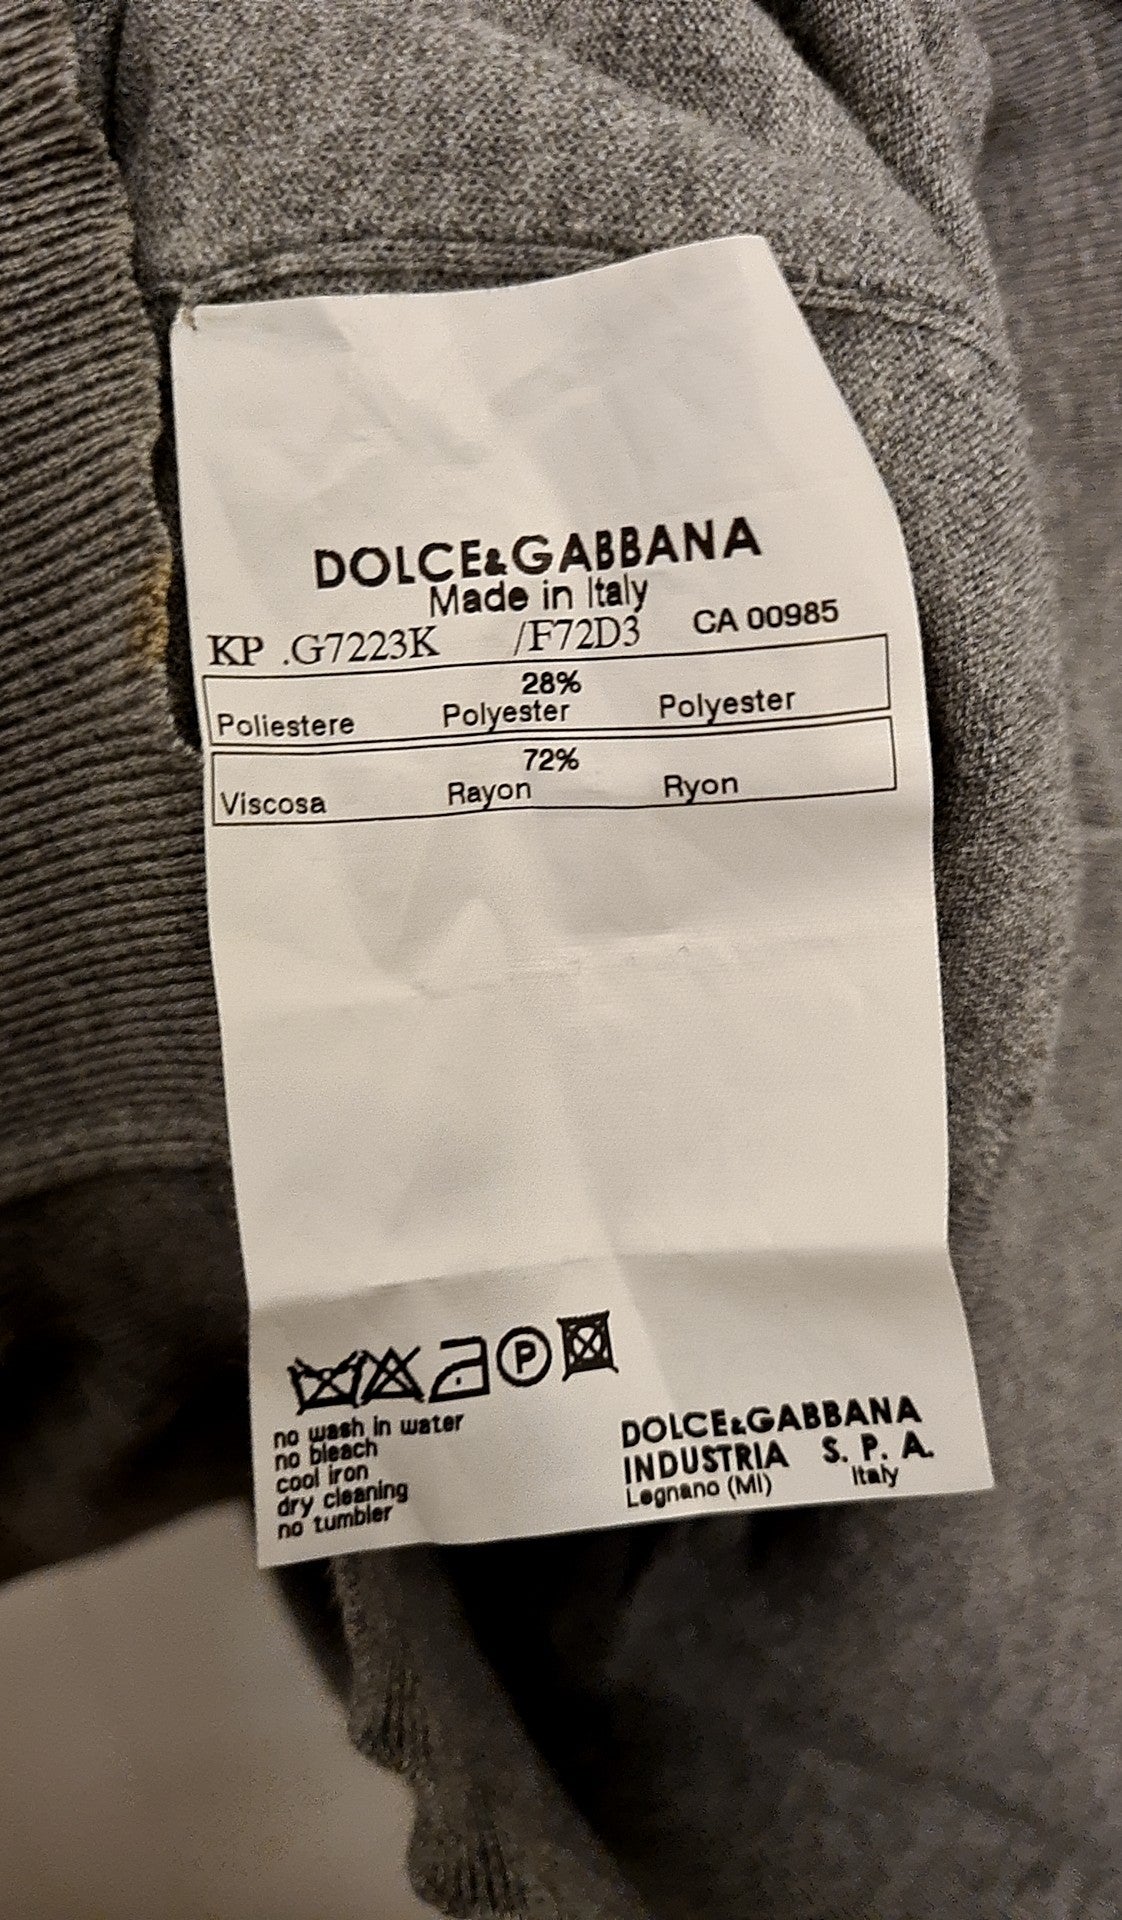 DOLCE&GABBANA
Made in Italy
KP .G7223K /F72D3 CA 00985
28%
Poliestere Polyester Polyester
72%
Viscosa Rayon Ryon
P
no wash in water
no bleach
cool iron
dry cleaning
no tumbler
DOLCE&GABBANA
INDUSTRIA S. P. A.
Legnano (MI) Italy